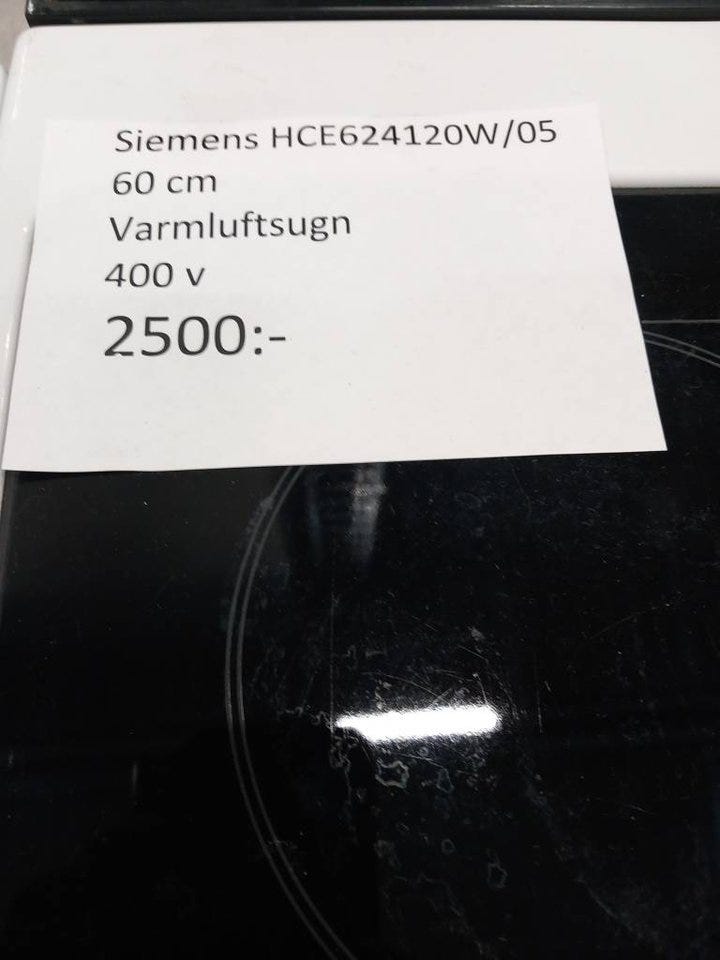 Siemens HCE624120W/05
60 cm
Varmluftsugn
400 v
2500:-